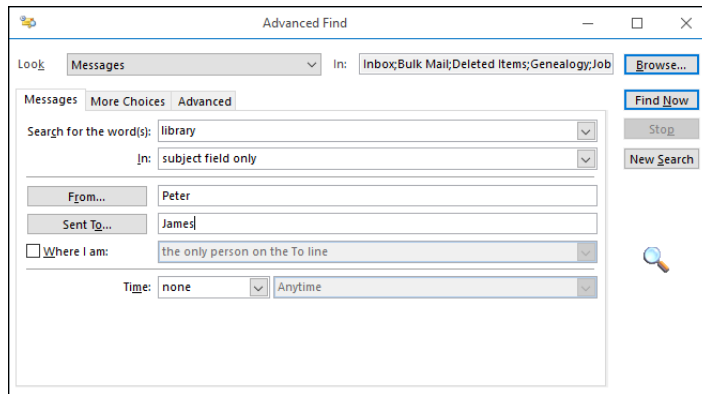 Advanced Find
Look Messages In: Inbox;Bulk Mail;Deleted Items;Genealogy;Job Browse...
Messages More Choices Advanced Find Now
Search for the word(s): library Stop
In: subject field only New Search
From... Peter
Sent To... James
Where I am: the only person on the To line
Time: none Anytime